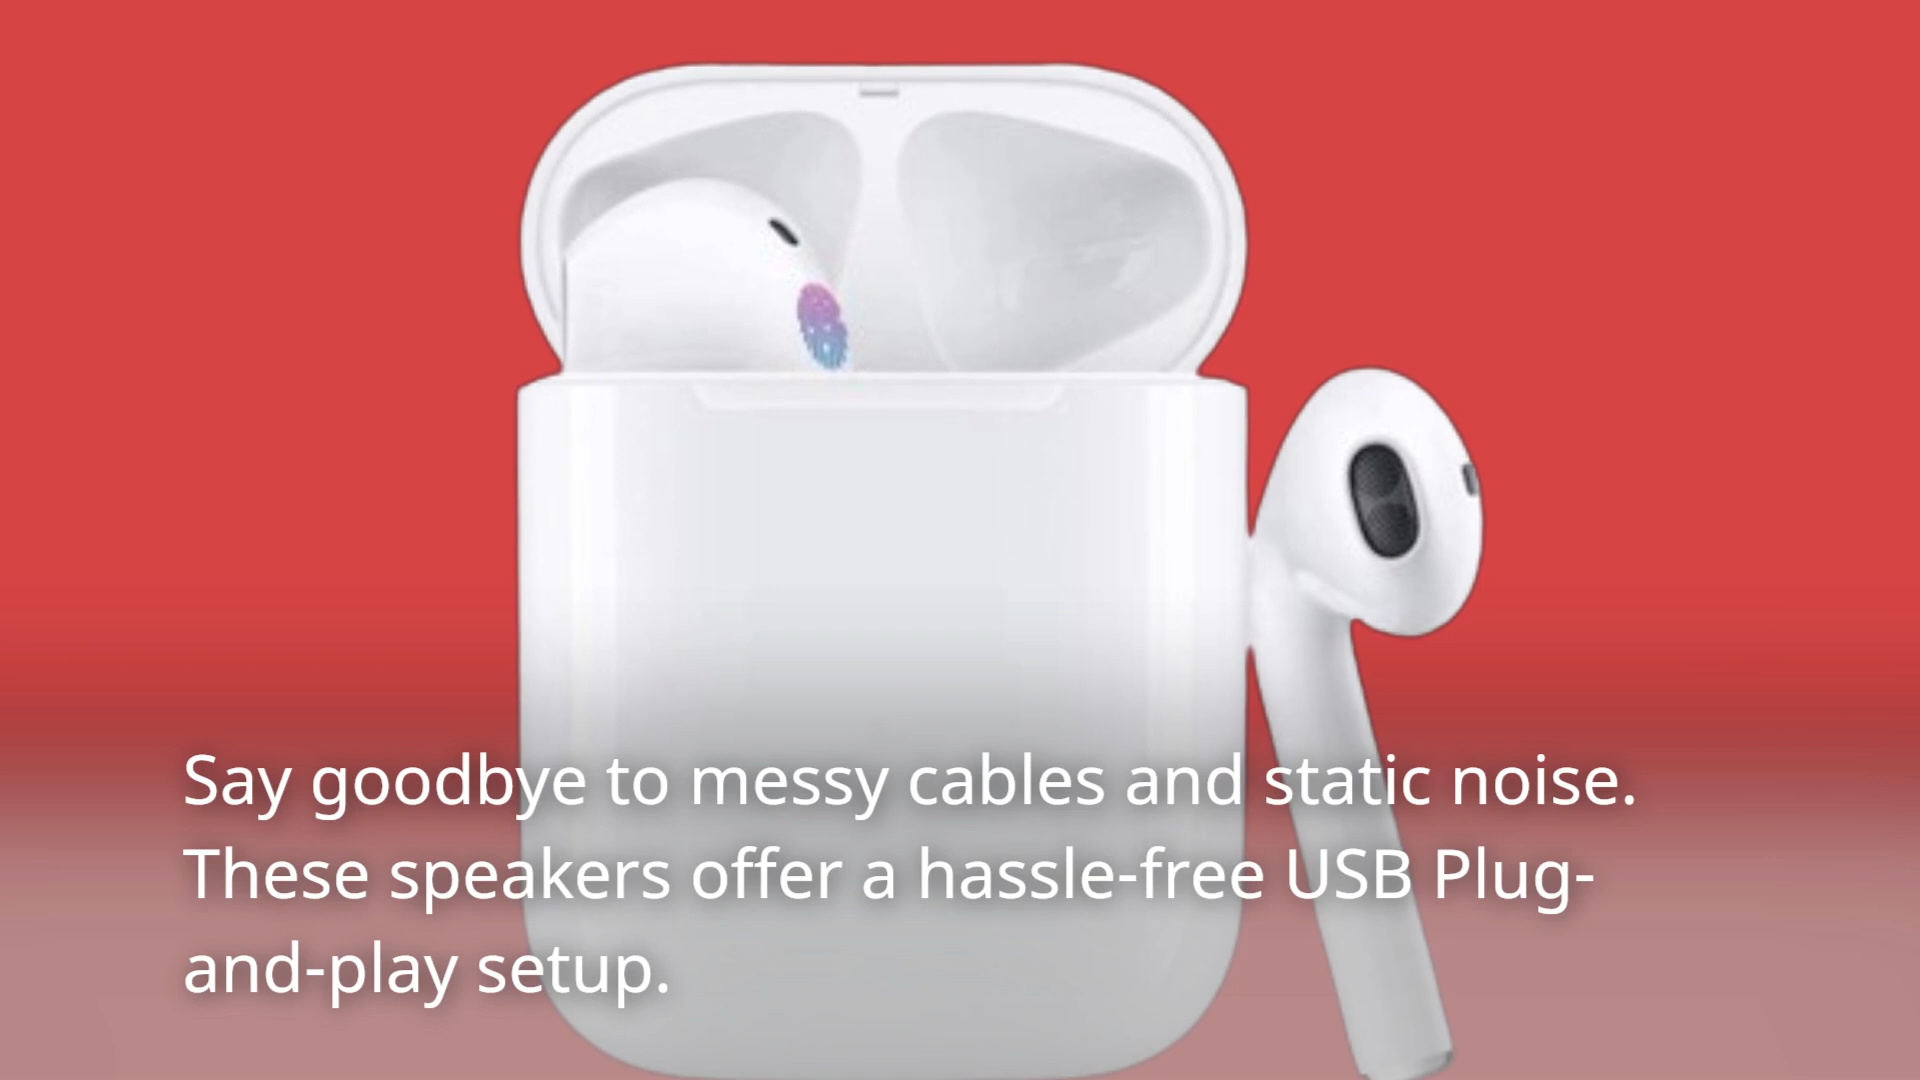 Say goodbye to messy cables and static noise.
These speakers offer a hassle-free USB Plug-
and-play setup.